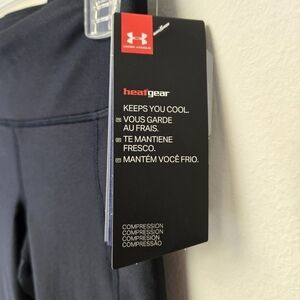 UNDER ARMOUR
heatgear
KEEPS YOU COOL.
VOUS GARDE
AU FRAIS.
TE MANTIENE
FRESCO.
MANTÉM VOCÊ FRIO.
COMPRESSION
COMPRESSION
COMPRESIÓN
COMPRESSÃO